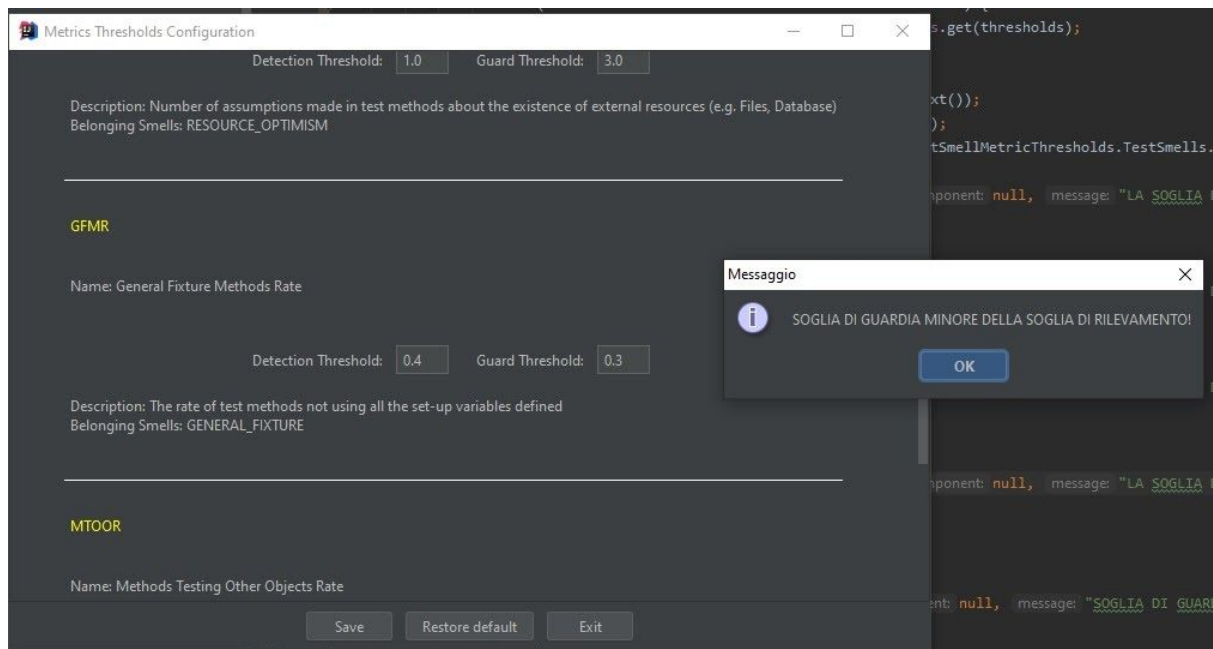 Metrics Thresholds Configuration
Detection Threshold: 1.0 Guard Threshold: 3.0
Description: Number of assumptions made in test methods about the existence of external resources (e.g. Files, Database)
Belonging Smells: RESOURCE_OPTIMISM
GFMR
Name: General Fixture Methods Rate
Detection Threshold: 0.4 Guard Threshold: 0.3
Description: The rate of test methods not using all the set-up variables defined
Belonging Smells: GENERAL_FIXTURE
MTOOR
Name: Methods Testing Other Objects Rate
Save Restore default Exit
Messaggio
SOGLIA DI GUARDIA MINORE DELLA SOGLIA DI RILEVAMENTO!
OK
s.get(thresholds);
xt());
);
tSmellMetricThresholds.TestSmells.
nponent: null, message: "LA SOGLIA
nponent: null, message: "LA SOGLIA
ent: null, message: "SOGLIA DI GUAR